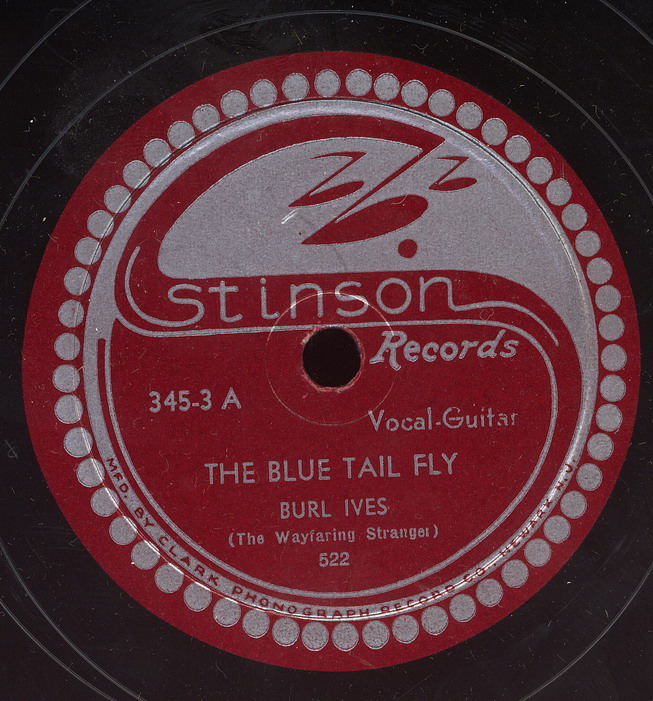 stinson
Records
345-3 A
Vocal-Guitar
THE BLUE TAIL FLY
BURL IVES
(The Wayfaring Stranger)
522
MFD. BY CLARK PHONOGRAPH RECORD CO., NEWARK N.J.